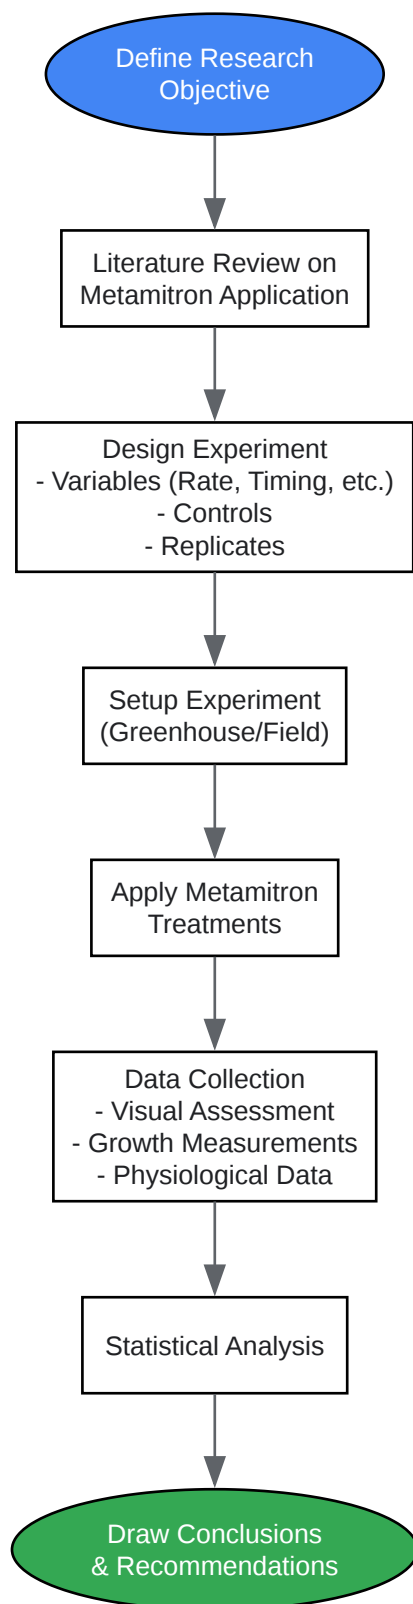 Define Research
Objective
Literature Review on
Metamitron Application
Design Experiment
- Variables (Rate, Timing, etc.)
- Controls
- Replicates
Setup Experiment
(Greenhouse/Field)
Apply Metamitron
Treatments
Data Collection
- Visual Assessment
- Growth Measurements
- Physiological Data
Statistical Analysis
Draw Conclusions
& Recommendations